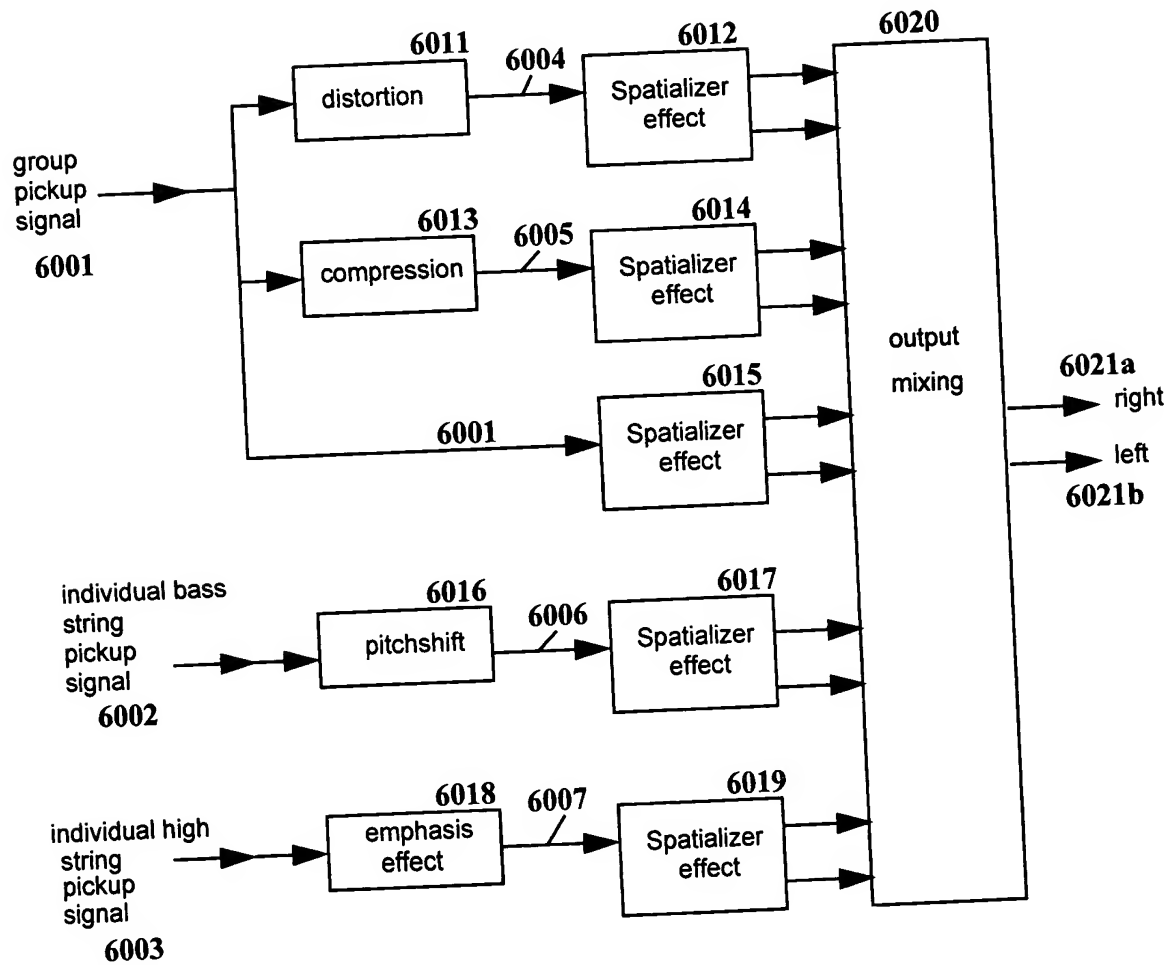 6011
distortion
6004
6012
Spatializer
effect
6020
group
pickup
signal
6001
6013
compression
6005
6014
Spatializer
effect
output
mixing
6015
6001
Spatializer
effect
6021a
right
left
6021b
individual bass
string
pickup
signal
6002
6016
pitchshift
6006
6017
Spatializer
effect
individual high
string
pickup
signal
6003
6018
emphasis
effect
6007
6019
Spatializer
effect